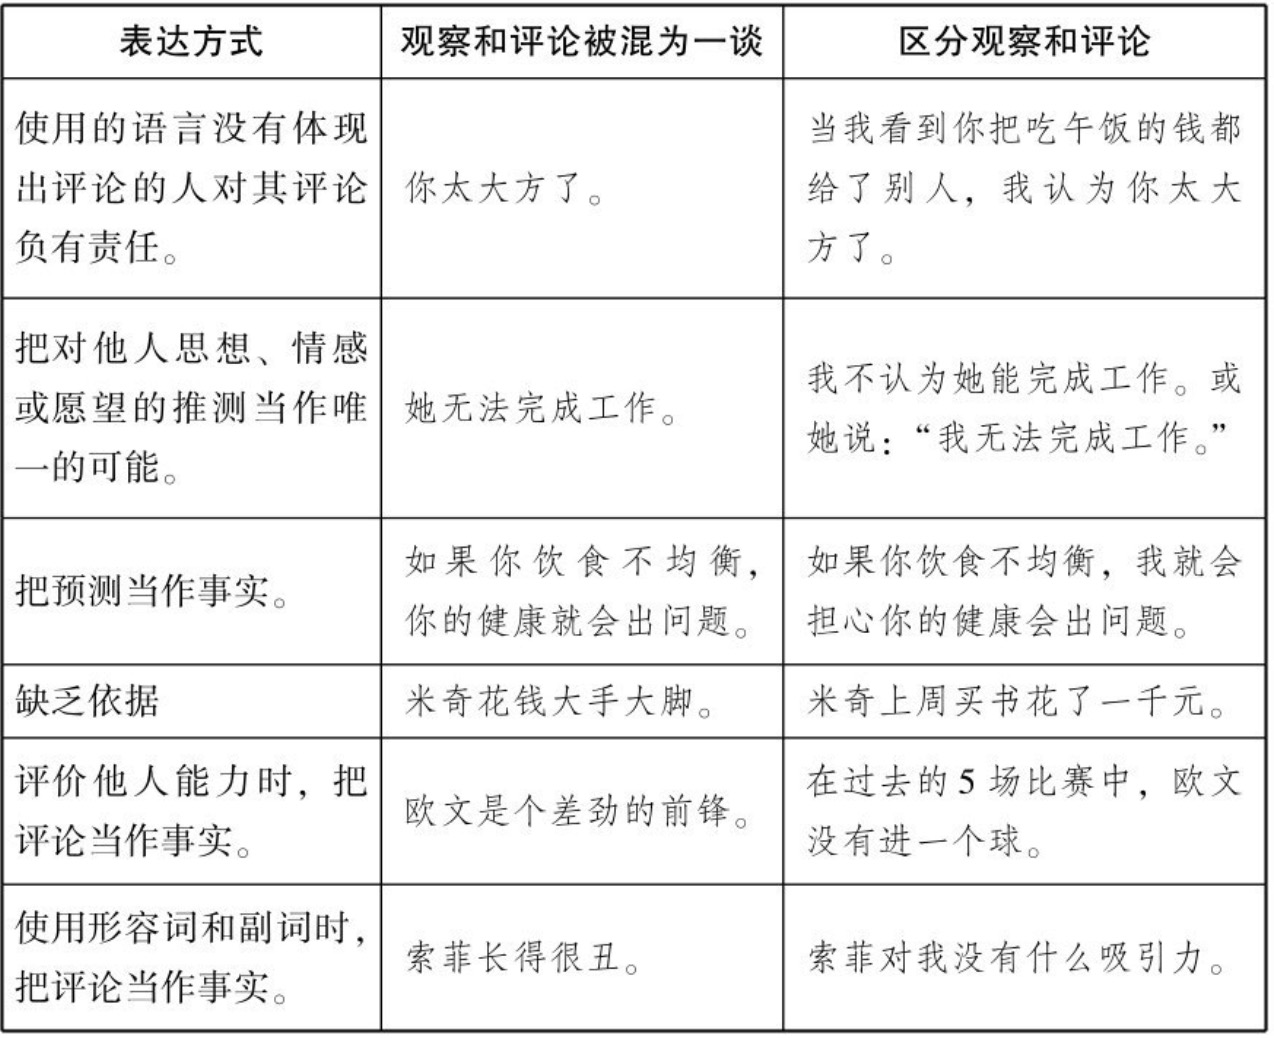 表达方式
观察和评论被混为一谈
区分观察和评论
使用的语言没有体现
出评论的人对其评论
负有责任。
你太大方了。
当我看到你把吃午饭的钱都
给了别人，我认为你太大
方了。
把对他人思想、情感
或愿望的推测当作唯
一的可能。
她无法完成工作。
我不认为她能完成工作。或
她说：“我无法完成工作。”
把预测当作事实。
如果你饮食不均衡，
你的健康就会出问题。
如果你饮食不均衡，我就会
担心你的健康会出问题。
缺乏依据
米奇花钱大手大脚。
米奇上周买书花了一千元。
评价他人能力时，把
评论当作事实。
欧文是个差劲的前锋。
在过去的 5 场比赛中，欧文
没有进一个球。
使用形容词和副词时，
把评论当作事实。
索菲长得很丑。
索菲对我没有什么吸引力。